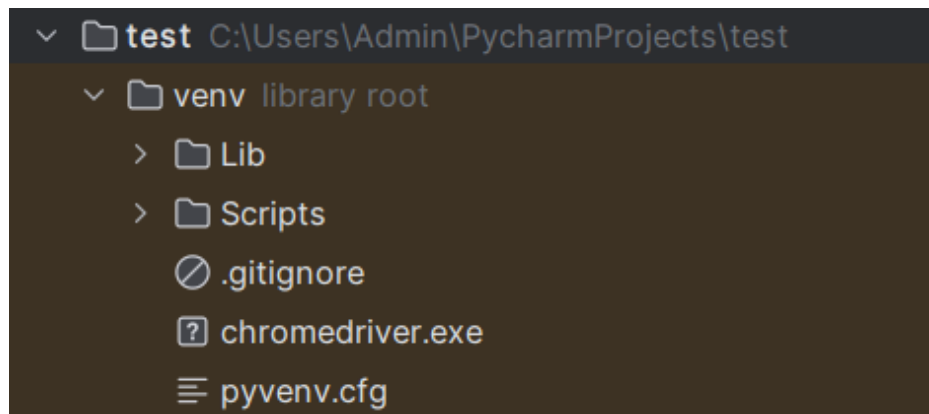 test C:\Users\Admin\PycharmProjects\test
venv library root
Lib
Scripts
.gitignore
chromedriver.exe
pyvenv.cfg